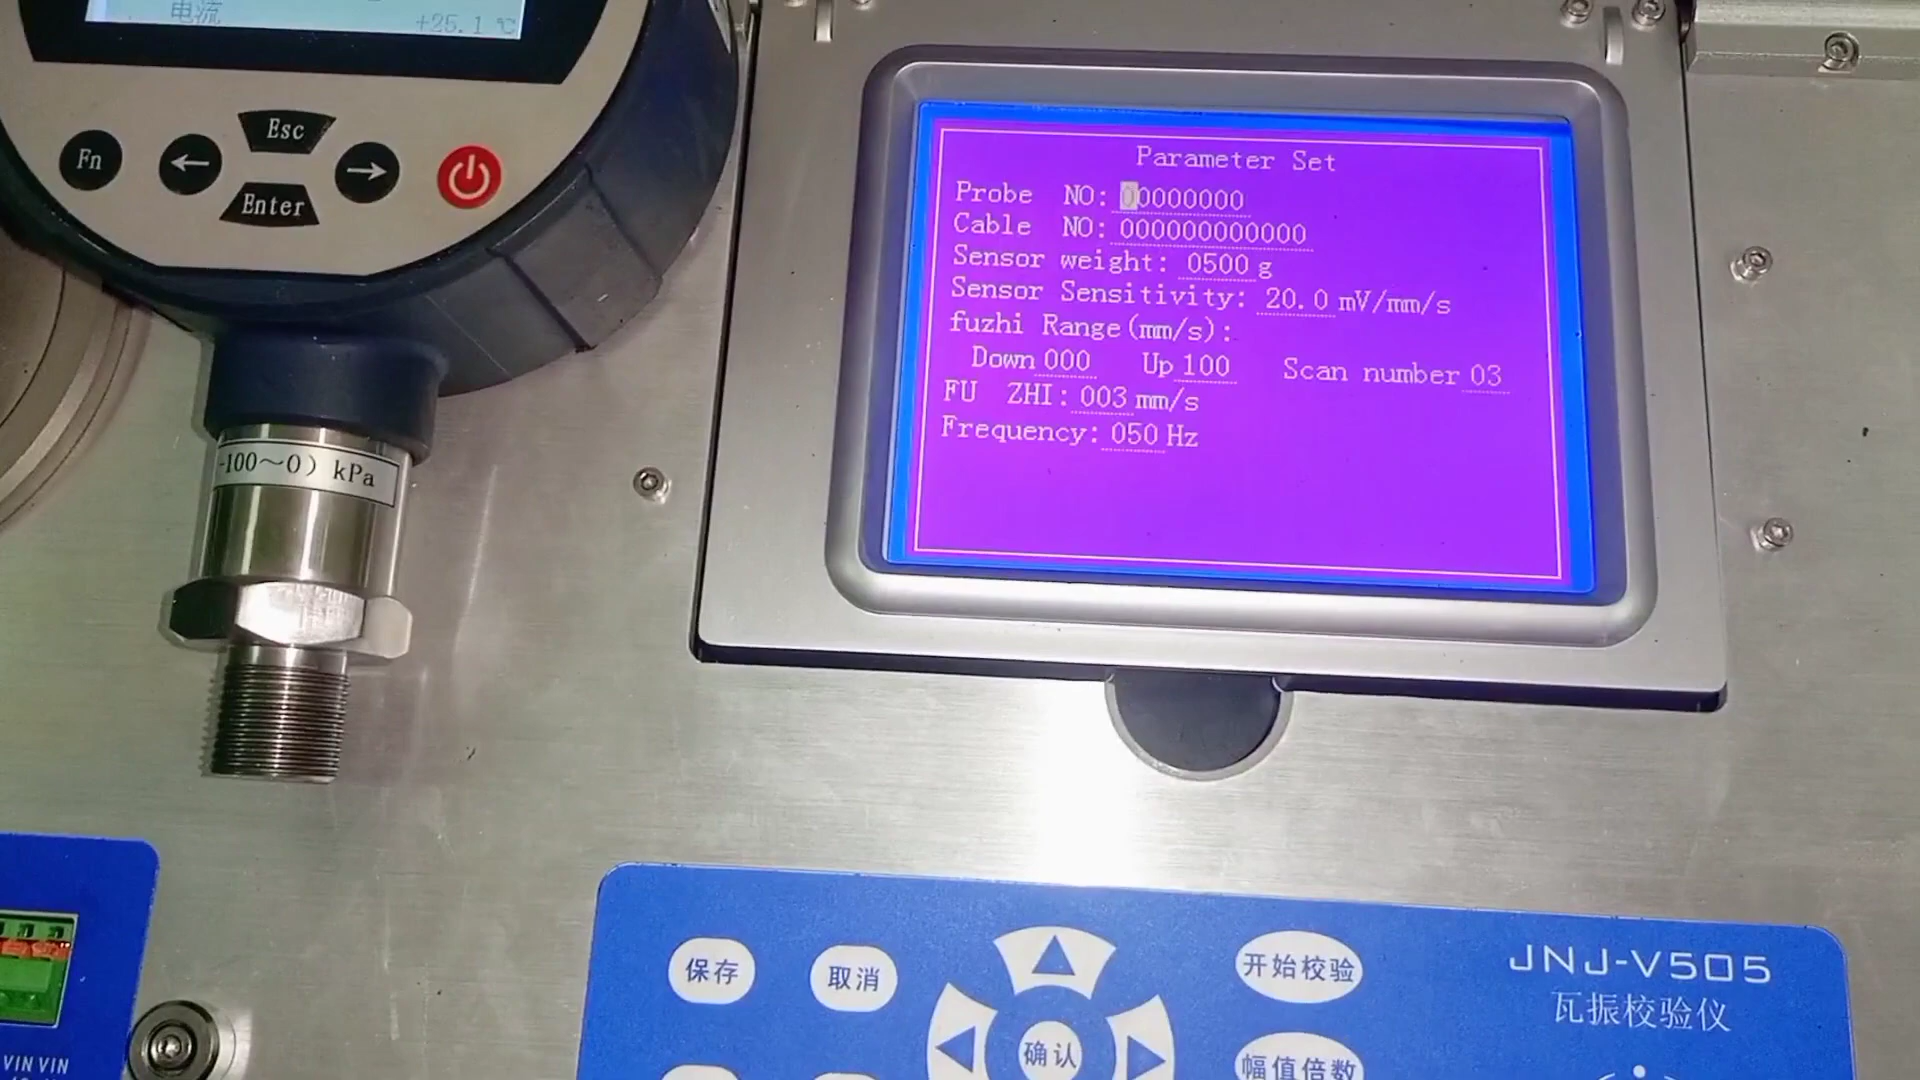 电流
+25.1 ℃
Esc
Fn
Enter
-100~0) kPa
Parameter Set
Probe NO: 00000000
Cable NO: 000000000000
Sensor weight: 0500 g
Sensor Sensitivity: 20.0 mV/mm/s
fuzhi Range(mm/s):
Down 000 Up 100 Scan number 03
FU ZHI: 003 mm/s
Frequency: 050 Hz
保存
取消
开始校验
确认
幅值倍数
JNJ-V505
瓦振校验仪
VIN VIN